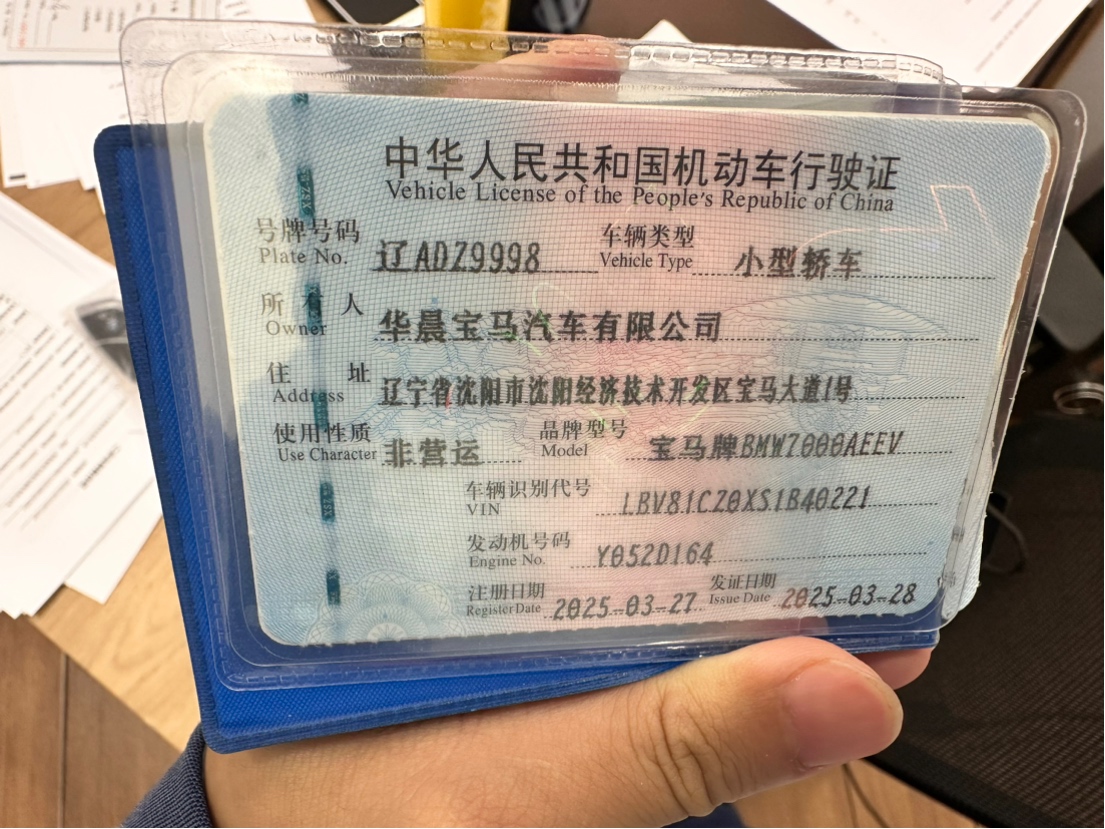 中华人民共和国机动车行驶证
Vehicle License of the People's Republic of China
号牌号码 辽ADZ9998 车辆类型 小型轿车
Plate No. Vehicle Type
所有人 华晨宝马汽车有限公司
Owner
住址 辽宁省沈阳市沈阳经济技术开发区宝马大道1号
Address
使用性质 非营运 品牌型号 宝马牌BMW7000AEEV
Use Character Model
车辆识别代号 LBV81CZ0XS1B40221
VIN
发动机号码 Y052D164
Engine No.
注册日期 2025-03-27 发证日期 2025-03-28
Register Date Issue Date